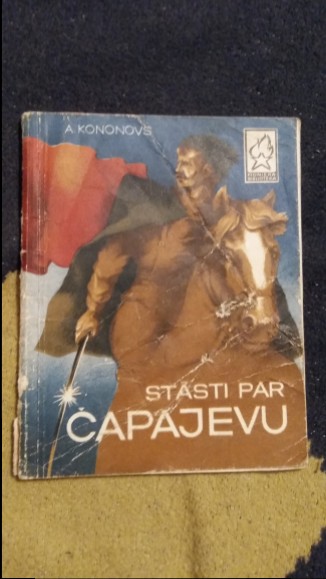 A. KONONOVS
STĀSTI PAR
ČAPAJEVU